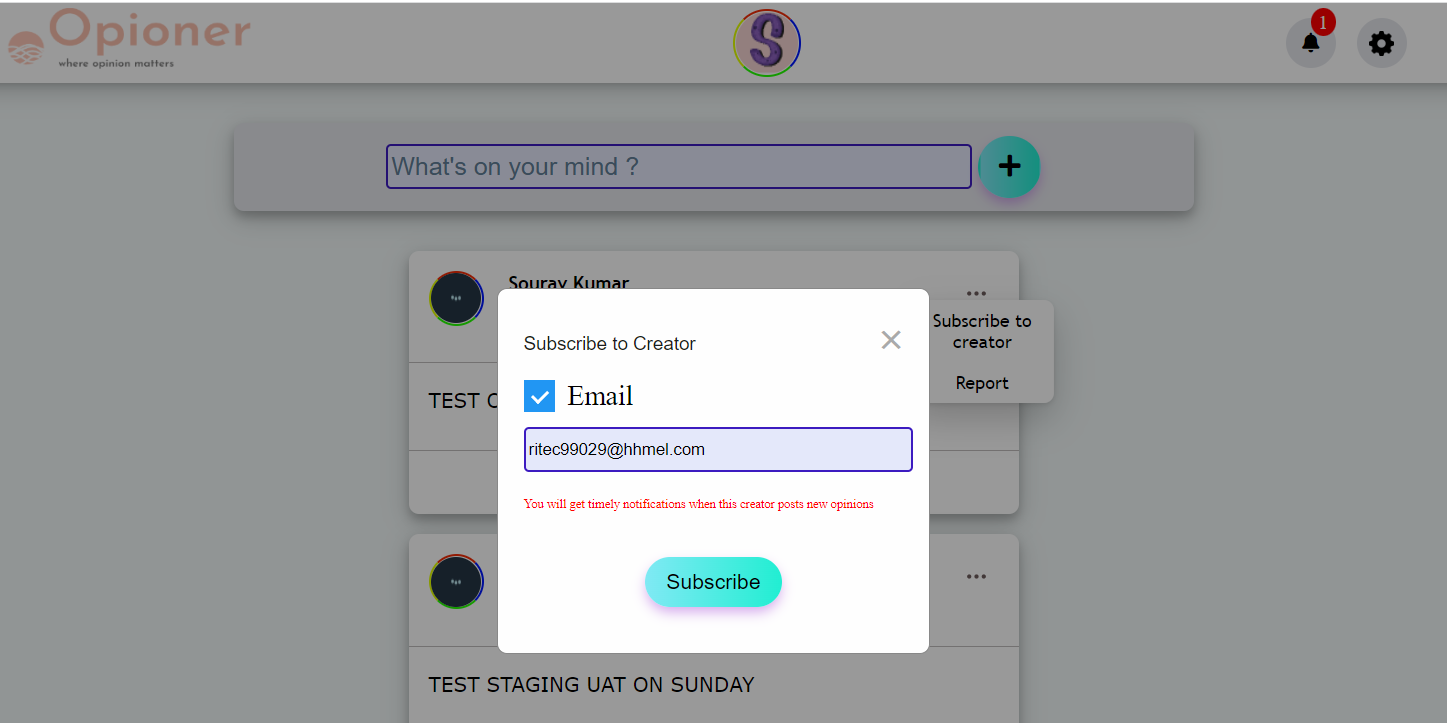 Opioner
where opinion matters
S
1
What's on your mind ?
Sourav Kumar
Subscribe to
creator
Report
Subscribe to Creator
Email
ritec99029@hhmel.com
You will get timely notifications when this creator posts new opinions
Subscribe
TEST
TEST STAGING UAT ON SUNDAY